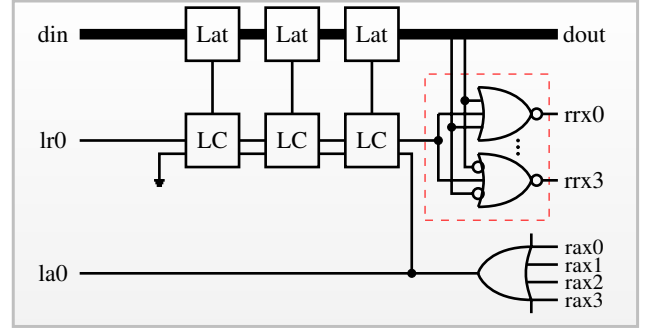 din Lat Lat Lat dout
rrx0
lr0 LC LC LC
rrx3
rax0
la0 rax1
rax2
rax3